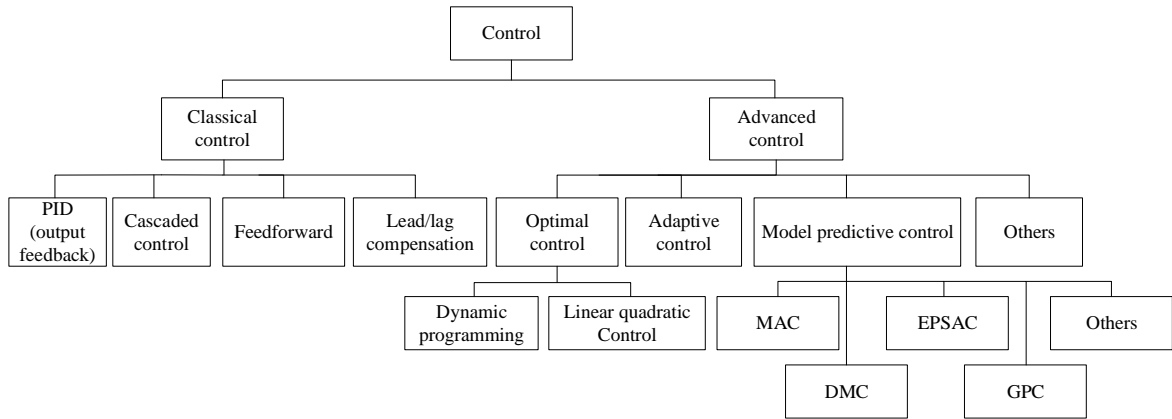 Control
Classical
control
Advanced
control
PID
(output
feedback)
Cascaded
control
Feedforward
Lead/lag
compensation
Optimal
control
Adaptive
control
Model predictive control
Others
Dynamic
programming
Linear quadratic
Control
MAC
EPSAC
Others
DMC
GPC